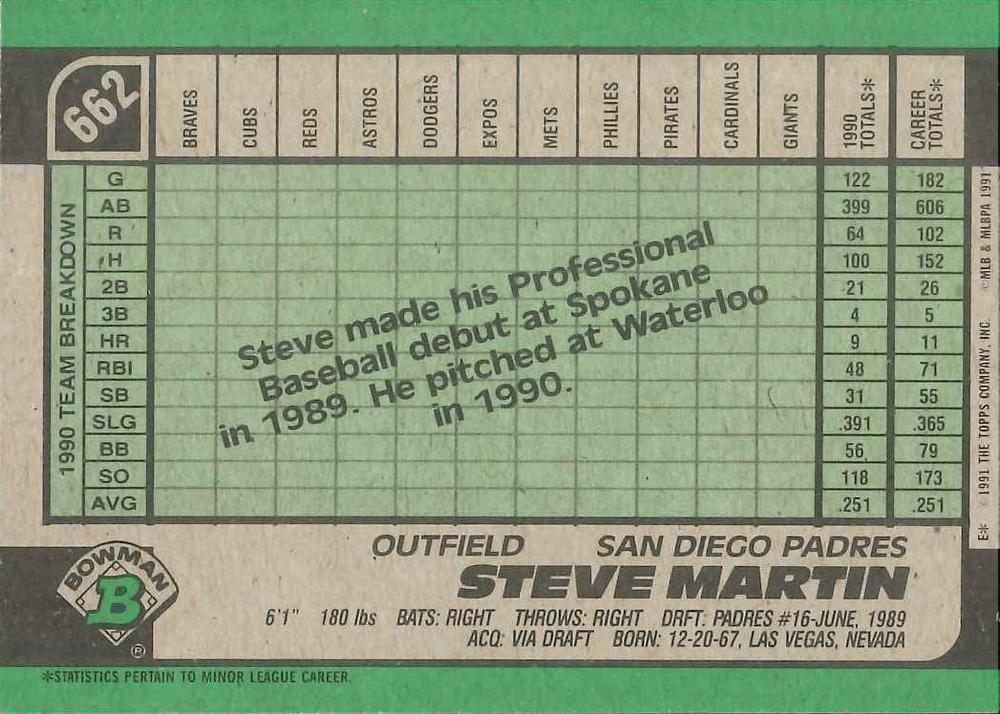 662
BRAVES CUBS REDS ASTROS DODGERS EXPOS METS PHILLIES PIRATES CARDINALS GIANTS 1990 TOTALS* CAREER TOTALS*
1990 TEAM BREAKDOWN
G 122 182
AB 399 606
R 64 102
H 100 152
2B 21 26
3B 4 5
HR 9 11
RBI 48 71
SB 31 55
SLG .391 .365
BB 56 79
SO 118 173
AVG .251 .251
Steve made his Professional
Baseball debut at Spokane
in 1989. He pitched at Waterloo
in 1990.
E* © 1991 THE TOPPS COMPANY, INC. © MLB & MLBPA 1991
BOWMAN
B
®
OUTFIELD SAN DIEGO PADRES
STEVE MARTIN
6'1" 180 lbs BATS: RIGHT THROWS: RIGHT DRFT: PADRES #16-JUNE, 1989
ACQ: VIA DRAFT BORN: 12-20-67, LAS VEGAS, NEVADA
*STATISTICS PERTAIN TO MINOR LEAGUE CAREER.